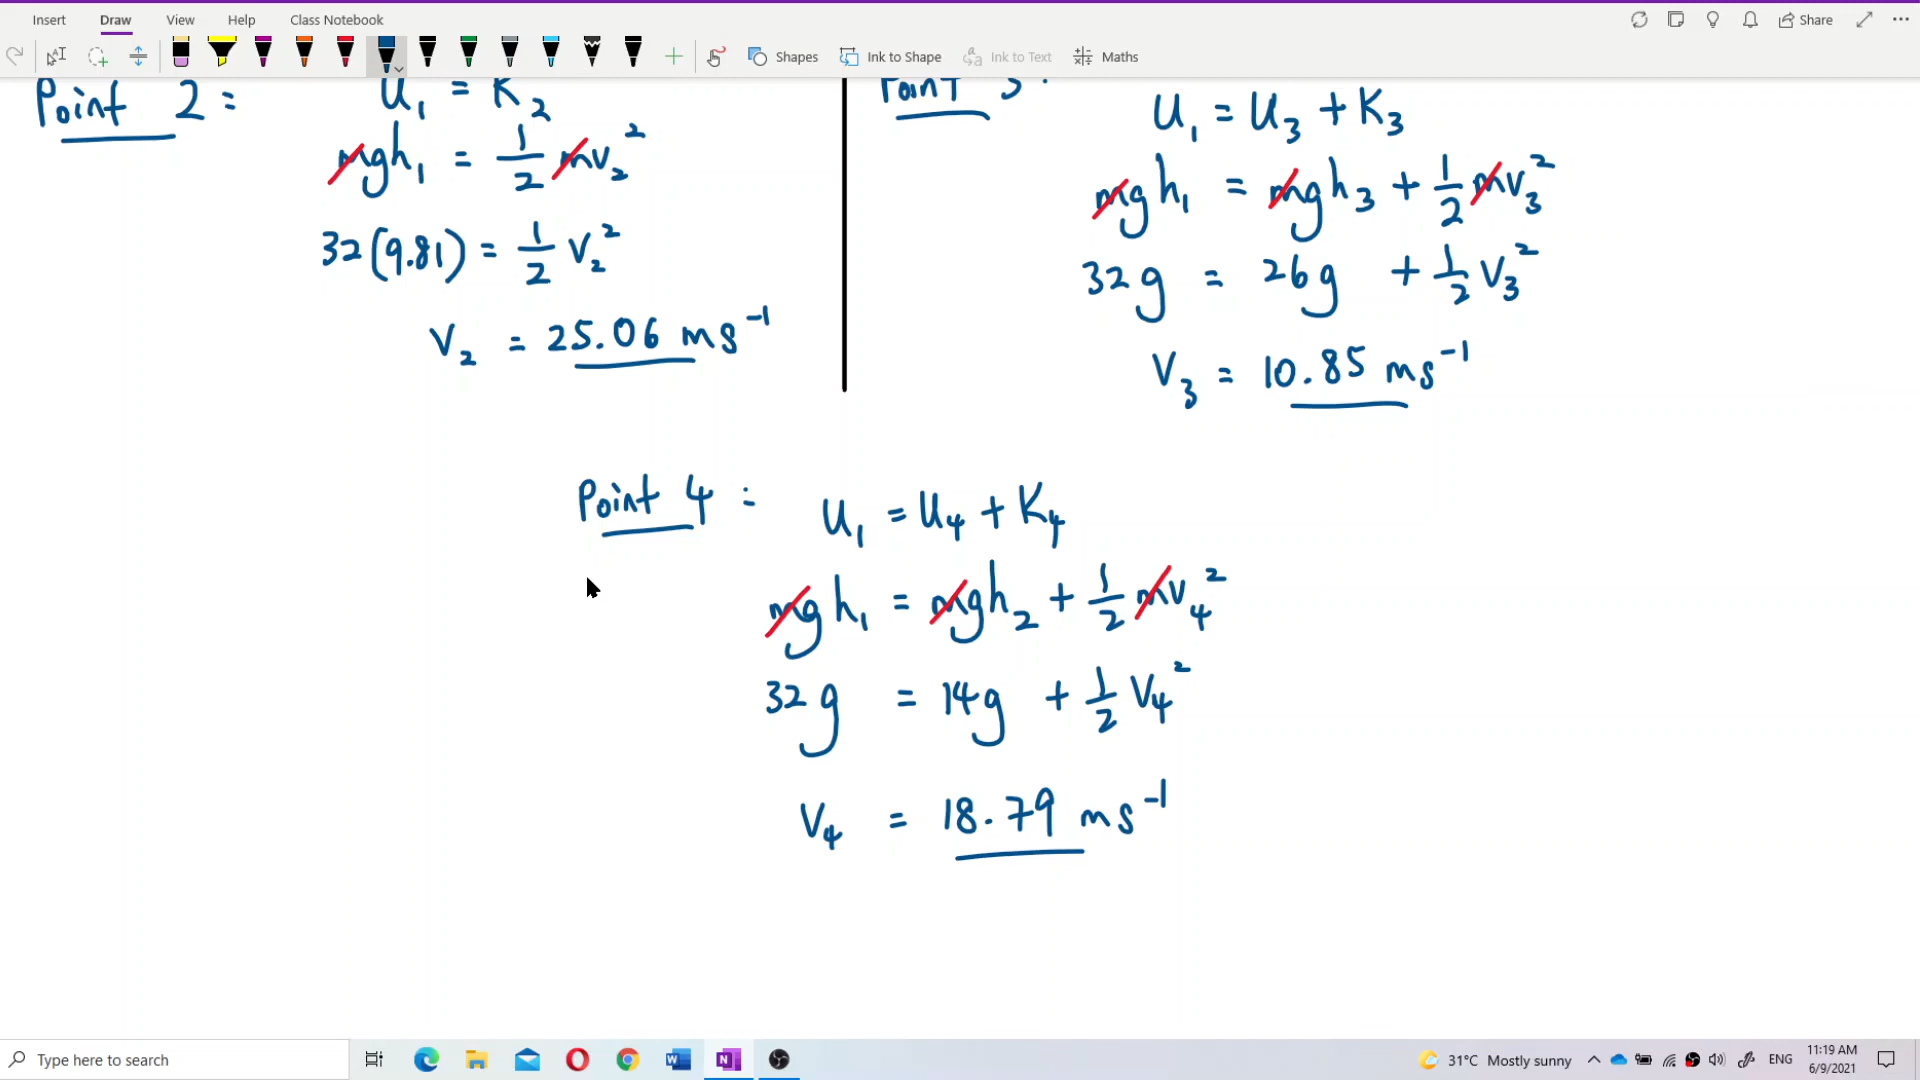 Insert Draw View Help Class Notebook Share
Shapes Ink to Shape Ink to Text Maths
Point 2 :
U₁ = K₂
mgh₁ = 1/2 mv₂²
32(9.81) = 1/2 v₂²
v₂ = 25.06 ms⁻¹
Point 3 :
U₁ = U₃ + K₃
mgh₁ = mgh₃ + 1/2 mv₃²
32g = 26g + 1/2 v₃²
v₃ = 10.85 ms⁻¹
Point 4 :
U₁ = U₄ + K₄
mgh₁ = mgh₂ + 1/2 mv₄²
32g = 14g + 1/2 v₄²
v₄ = 18.79 ms⁻¹
Type here to search
31°C Mostly sunny
ENG
11:19 AM
6/9/2021